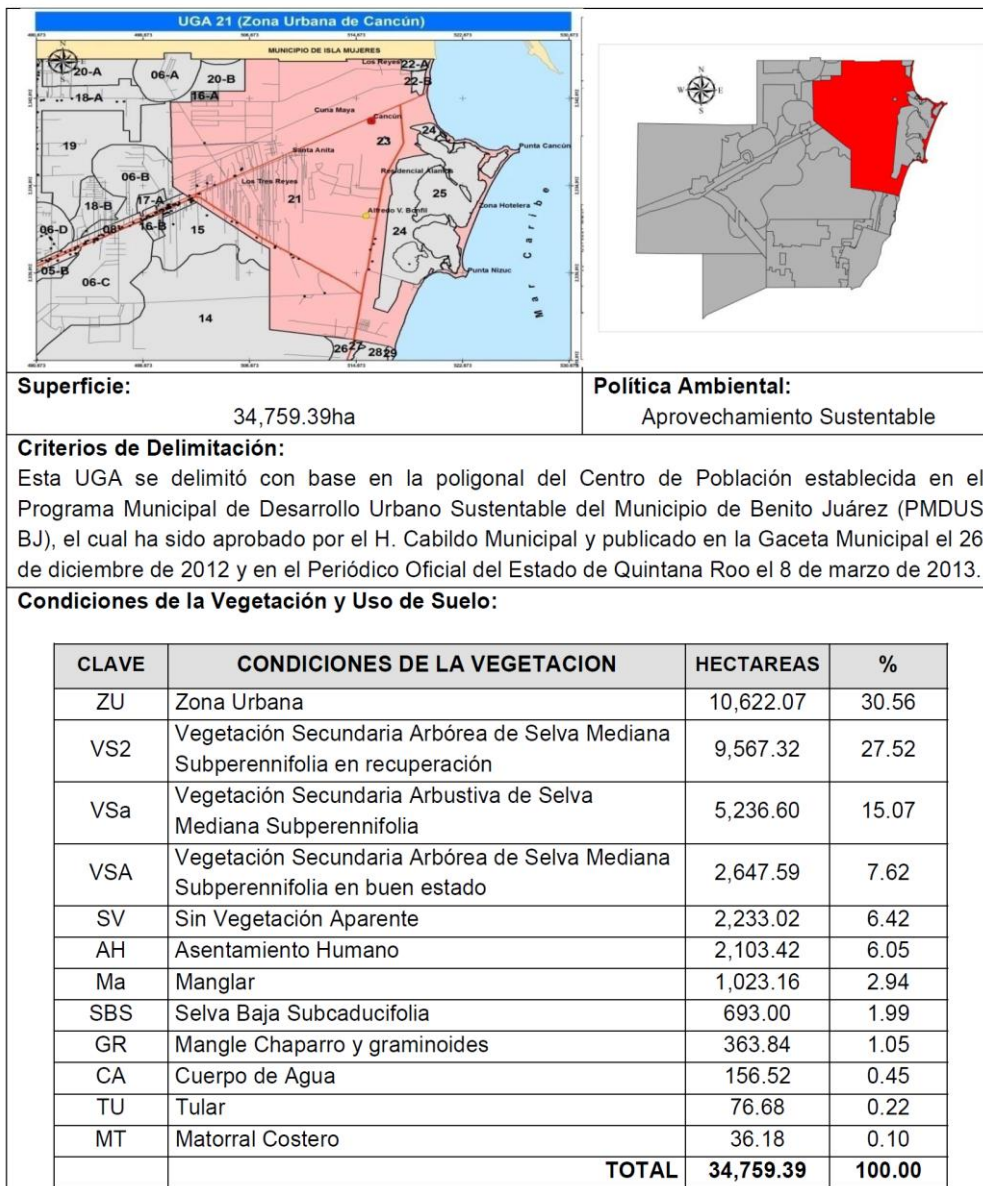 UGA 21 (Zona Urbana de Cancún)
MUNICIPIO DE ISLA MUJERES
N
Los Reyes
22-A
20-A
06-A
20-B
22-B
18-A
16-A
Cuna Maya
Cancún
24
19
23
Punta Cancún
Santa Anita
Residencial Alamos
06-B
Los Tres Reyes
21
25
Zona Hotelera
17-A
18-B
Alfredo V. Bonfil
06-D
16-B
15
24
05-B
Punta Nizuc
06-C
Mar Caribe
14
26
27
28
29
N
W
E
S
Superficie:
34,759.39ha
Política Ambiental:
Aprovechamiento Sustentable
Criterios de Delimitación:
Esta UGA se delimitó con base en la poligonal del Centro de Población establecida en el
Programa Municipal de Desarrollo Urbano Sustentable del Municipio de Benito Juárez (PMDUS
BJ), el cual ha sido aprobado por el H. Cabildo Municipal y publicado en la Gaceta Municipal el 26
de diciembre de 2012 y en el Periódico Oficial del Estado de Quintana Roo el 8 de marzo de 2013.
Condiciones de la Vegetación y Uso de Suelo:
CLAVE CONDICIONES DE LA VEGETACION HECTAREAS %
ZU Zona Urbana 10,622.07 30.56
VS2 Vegetación Secundaria Arbórea de Selva Mediana
Subperennifolia en recuperación 9,567.32 27.52
VSa Vegetación Secundaria Arbustiva de Selva
Mediana Subperennifolia 5,236.60 15.07
VSA Vegetación Secundaria Arbórea de Selva Mediana
Subperennifolia en buen estado 2,647.59 7.62
SV Sin Vegetación Aparente 2,233.02 6.42
AH Asentamiento Humano 2,103.42 6.05
Ma Manglar 1,023.16 2.94
SBS Selva Baja Subcaducifolia 693.00 1.99
GR Mangle Chaparro y graminoides 363.84 1.05
CA Cuerpo de Agua 156.52 0.45
TU Tular 76.68 0.22
MT Matorral Costero 36.18 0.10
TOTAL 34,759.39 100.00